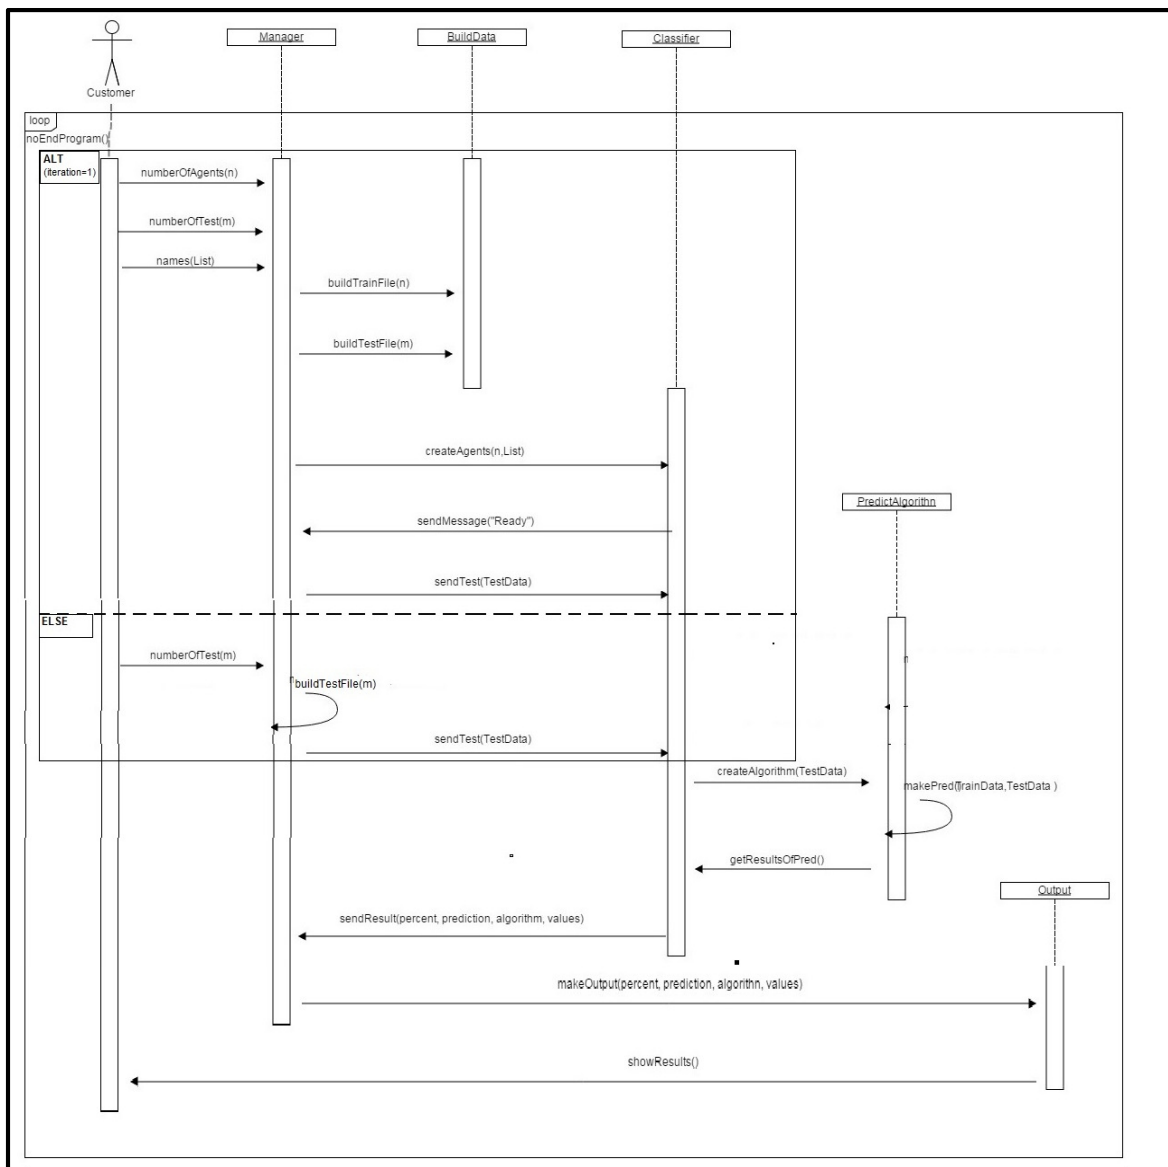 Manager
BuildData
Classifier
Customer
loop
noEndProgram()
ALT
(iteration=1)
numberOfAgents(n)
numberOfTest(m)
names(List)
buildTrainFile(n)
buildTestFile(m)
createAgents(n,List)
PredictAlgorithn
sendMessage("Ready")
sendTest(TestData)
ELSE
numberOfTest(m)
buildTestFile(m)
sendTest(TestData)
createAlgorithm(TestData)
makePred(TrainData,TestData )
getResultsOfPred()
Output
sendResult(percent, prediction, algorithm, values)
makeOutput(percent, prediction, algorithn, values)
showResults()